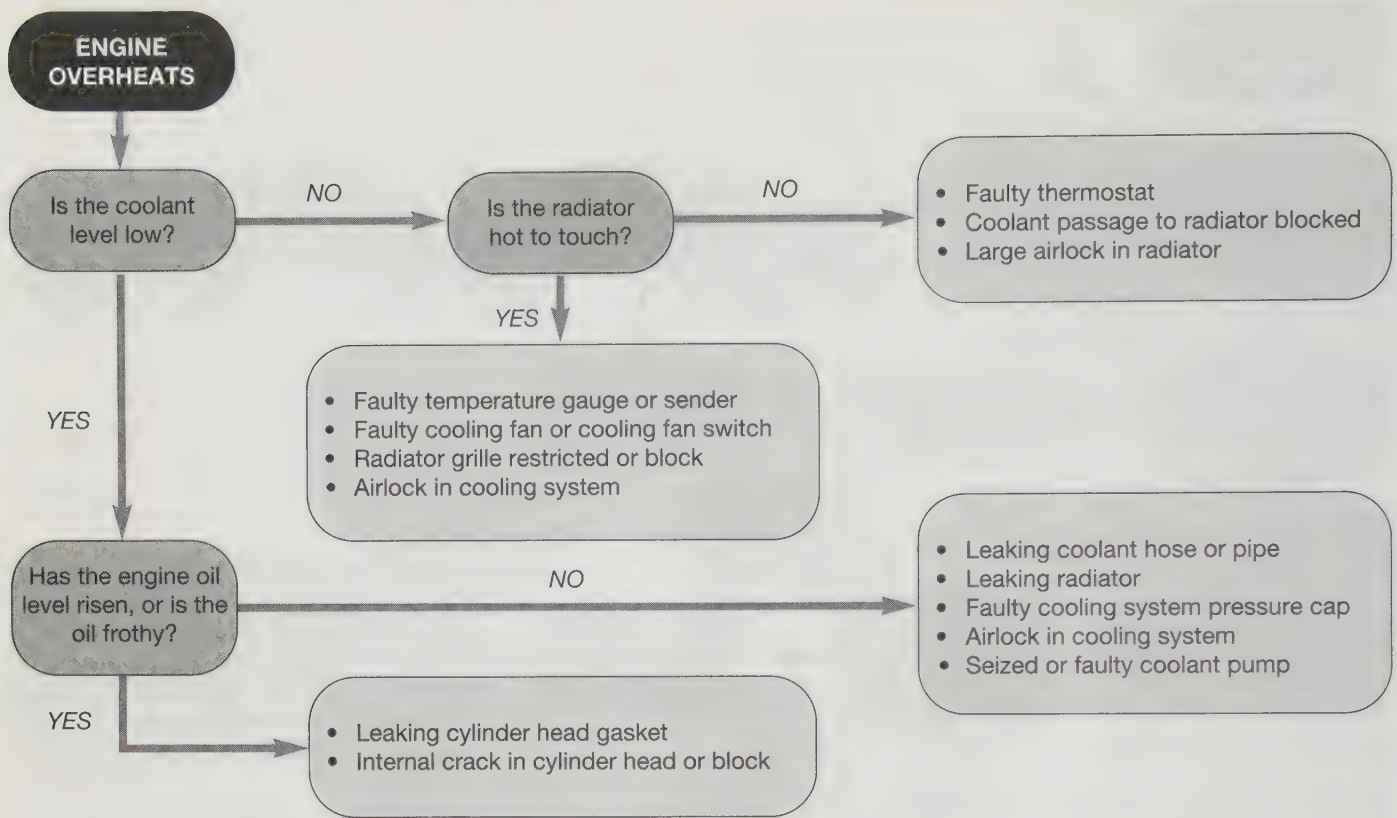 ENGINE
OVERHEATS
Is the coolant
level low?
NO
Is the radiator
hot to touch?
NO
• Faulty thermostat
• Coolant passage to radiator blocked
• Large airlock in radiator
YES
• Faulty temperature gauge or sender
• Faulty cooling fan or cooling fan switch
• Radiator grille restricted or block
• Airlock in cooling system
YES
Has the engine oil
level risen, or is the
oil frothy?
NO
• Leaking coolant hose or pipe
• Leaking radiator
• Faulty cooling system pressure cap
• Airlock in cooling system
• Seized or faulty coolant pump
YES
• Leaking cylinder head gasket
• Internal crack in cylinder head or block